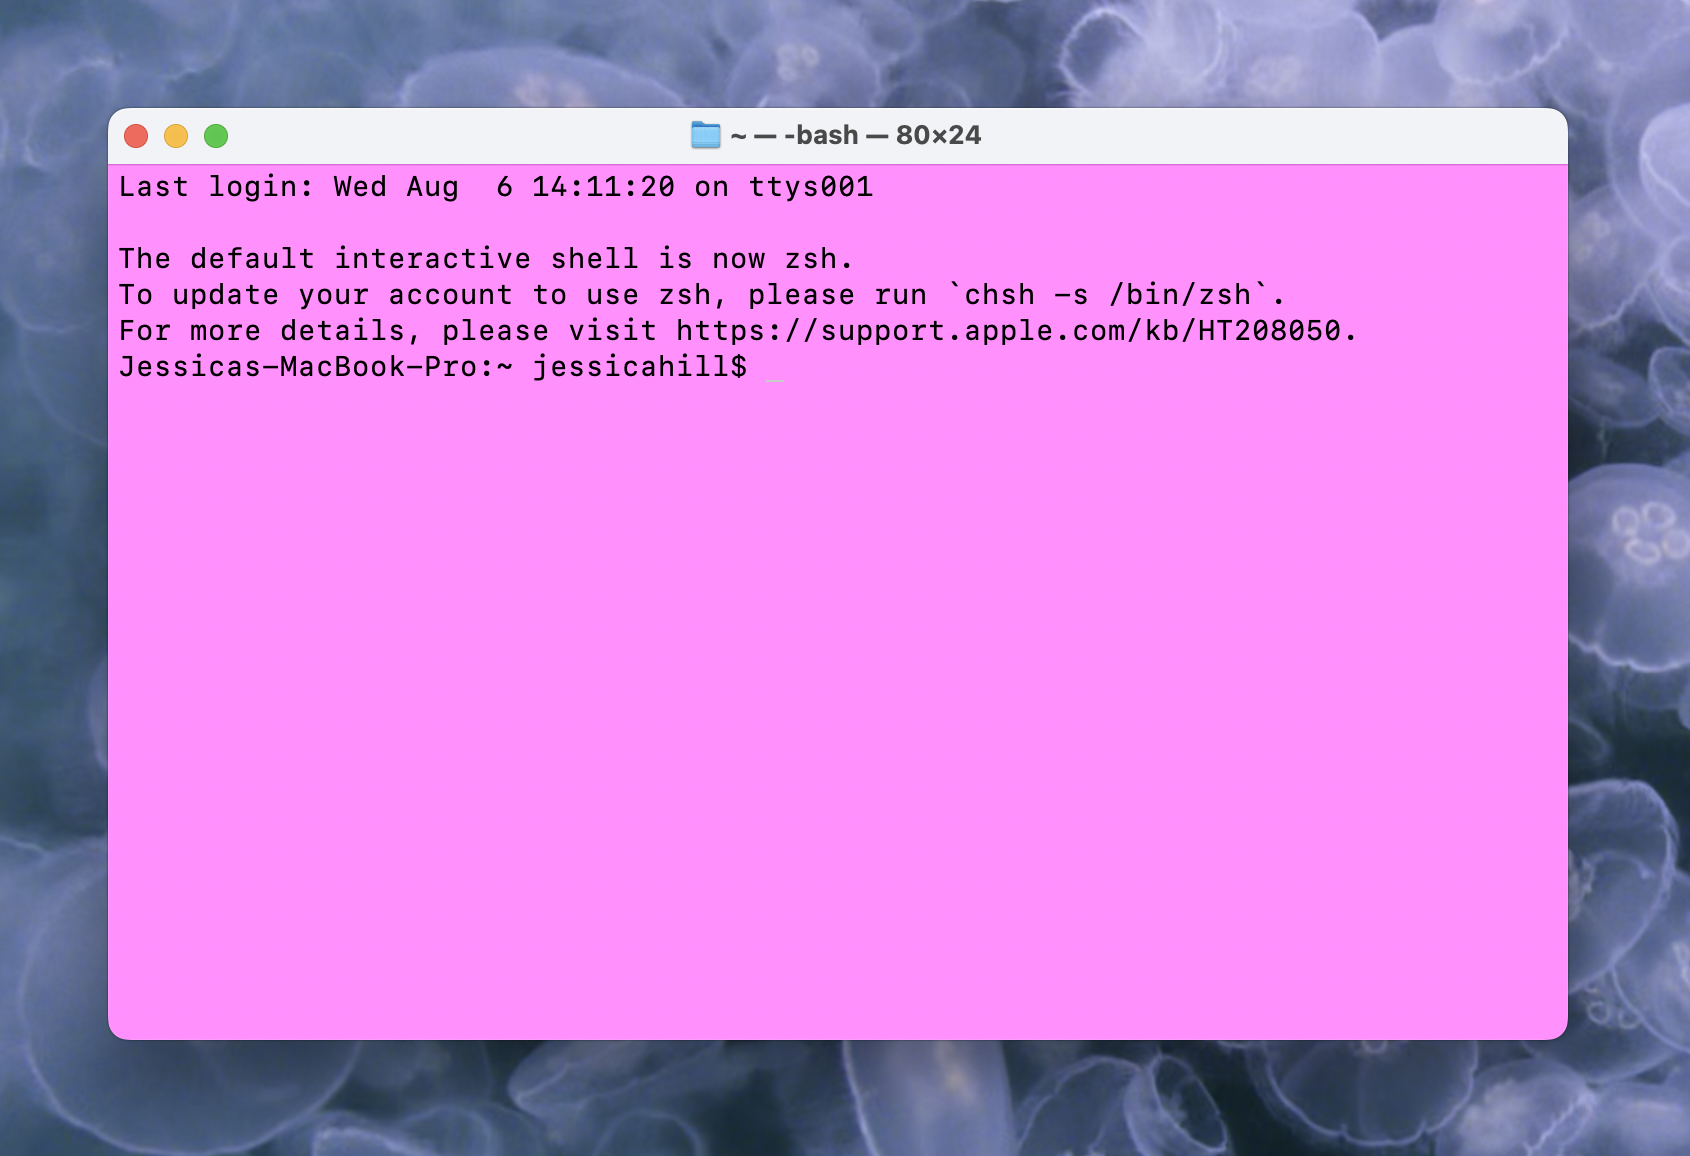 ~ — -bash — 80×24
Last login: Wed Aug  6 14:11:20 on ttys001
The default interactive shell is now zsh.
To update your account to use zsh, please run `chsh -s /bin/zsh`.
For more details, please visit https://support.apple.com/kb/HT208050.
Jessicas-MacBook-Pro:~ jessicahill$ _